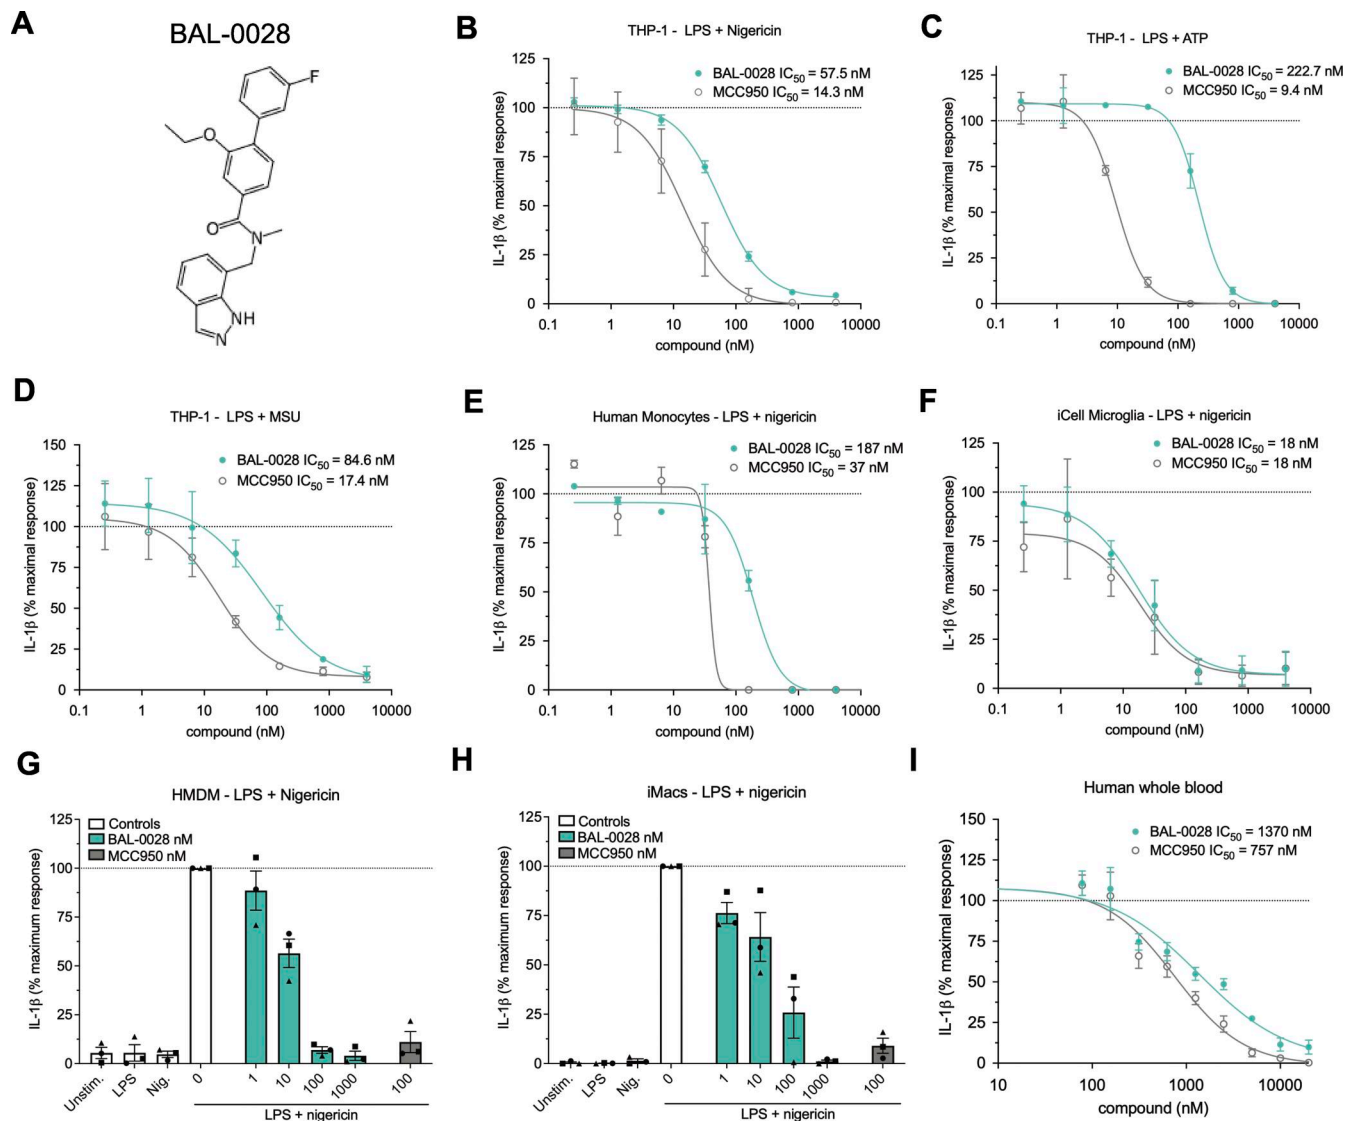 A
BAL-0028
F
O
O
N
NH
N
B
THP-1 - LPS + Nigericin
BAL-0028 IC50 = 57.5 nM
MCC950 IC50 = 14.3 nM
IL-1β (% maximal response)
125
100
75
50
25
0
0.1 1 10 100 1000 10000
compound (nM)
C
THP-1 - LPS + ATP
BAL-0028 IC50 = 222.7 nM
MCC950 IC50 = 9.4 nM
IL-1β (% maximal response)
125
100
75
50
25
0
0.1 10 1000 100000
compound (nM)
D
THP-1 - LPS + MSU
BAL-0028 IC50 = 84.6 nM
MCC950 IC50 = 17.4 nM
IL-1β (% maximal response)
150
125
100
75
50
25
0
0.1 1 10 100 1000 10000
compound (nM)
E
Human Monocytes - LPS + nigericin
BAL-0028 IC50 = 187 nM
MCC950 IC50 = 37 nM
IL-1β (% maximal response)
125
100
75
50
25
0
0.1 1 10 100 1000 10000
compound (nM)
F
iCell Microglia - LPS + nigericin
BAL-0028 IC50 = 18 nM
MCC950 IC50 = 18 nM
IL-1β (% maximal response)
125
100
75
50
25
0
0.1 1 10 100 1000 10000
compound (nM)
G
HMDM - LPS + Nigericin
Controls
BAL-0028 nM
MCC950 nM
IL-1β (% maximum response)
125
100
75
50
25
0
Unstim. LPS Nig. 0 1 10 100 1000 100
LPS + nigericin
H
iMacs - LPS + nigericin
Controls
BAL-0028 nM
MCC950 nM
IL-1β (% maximum response)
125
100
75
50
25
0
Unstim. LPS Nig. 0 1 10 100 1000 100
LPS + nigericin
I
Human whole blood
BAL-0028 IC50 = 1370 nM
MCC950 IC50 = 757 nM
IL-1β (% maximal response)
150
125
100
75
50
25
0
10 100 1000 10000
compound (nM)